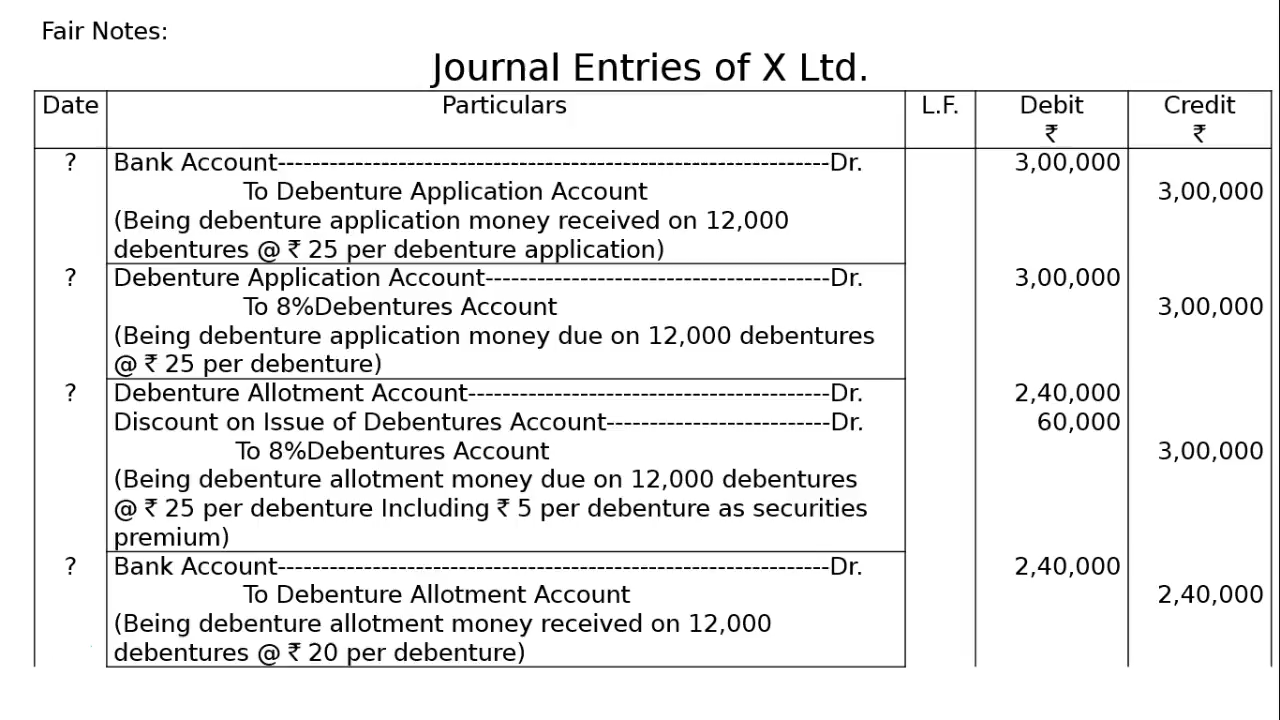 Fair Notes:
Journal Entries of X Ltd.
Date Particulars L.F. Debit Credit
₹ ₹
? Bank Account----------------------------------------------------------------Dr. 3,00,000
To Debenture Application Account 3,00,000
(Being debenture application money received on 12,000
debentures @ ₹ 25 per debenture application)
? Debenture Application Account----------------------------------------Dr. 3,00,000
To 8%Debentures Account 3,00,000
(Being debenture application money due on 12,000 debentures
@ ₹ 25 per debenture)
? Debenture Allotment Account------------------------------------------Dr. 2,40,000
Discount on Issue of Debentures Account--------------------------Dr. 60,000
To 8%Debentures Account 3,00,000
(Being debenture allotment money due on 12,000 debentures
@ ₹ 25 per debenture Including ₹ 5 per debenture as securities
premium)
? Bank Account----------------------------------------------------------------Dr. 2,40,000
To Debenture Allotment Account 2,40,000
(Being debenture allotment money received on 12,000
debentures @ ₹ 20 per debenture)